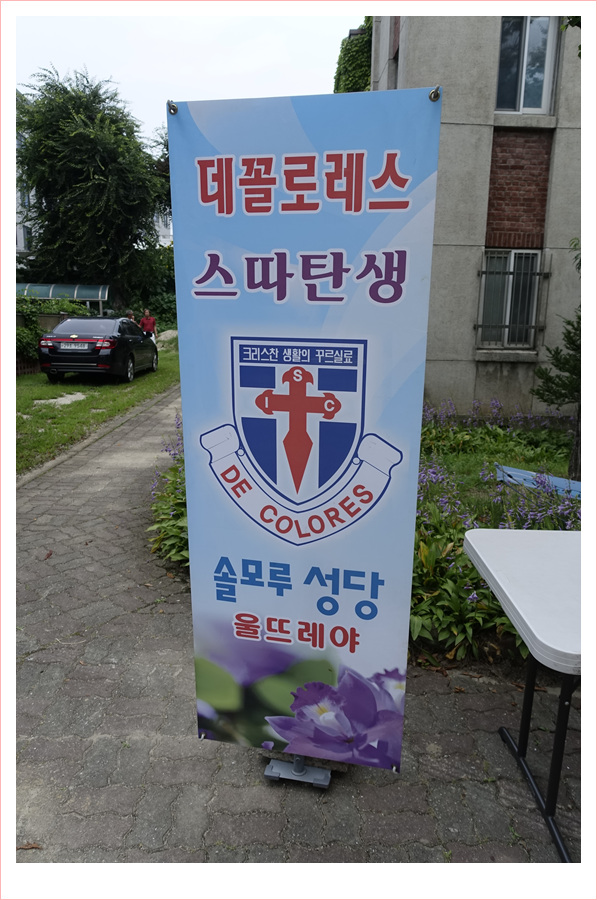 데꼴로레스
스따탄생
크리스찬 생활의 꾸르실료
S
I C
DE COLORES
솔모루 성당
울뜨레야